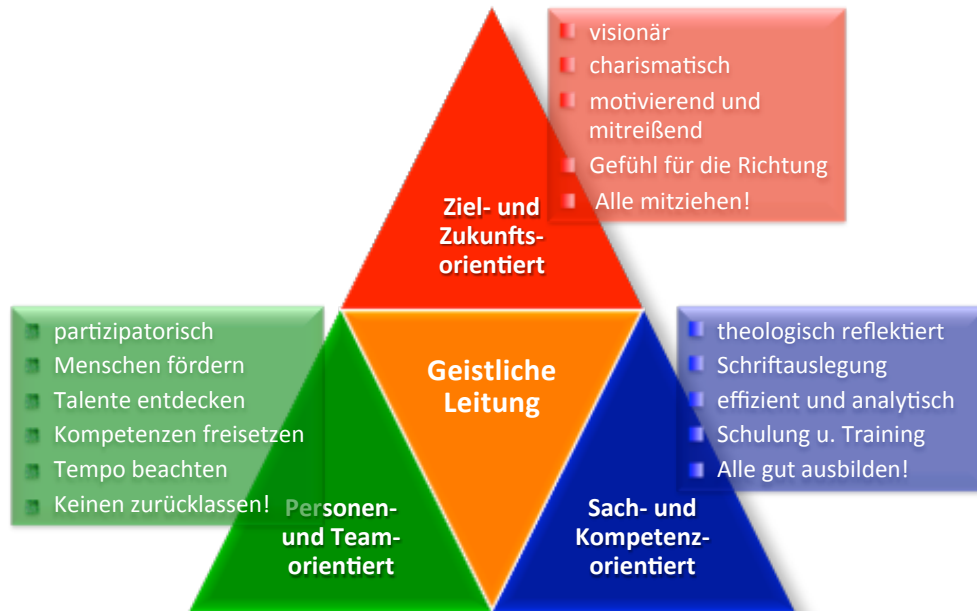 visionär
charismatisch
motivierend und
mitreißend
Gefühl für die Richtung
Alle mitziehen!
Ziel- und
Zukunfts-
orientiert
partizipatorisch
Menschen fördern
Talente entdecken
Kompetenzen freisetzen
Tempo beachten
Keinen zurücklassen!
Geistliche
Leitung
theologisch reflektiert
Schriftauslegung
effizient und analytisch
Schulung u. Training
Alle gut ausbilden!
Personen-
und Team-
orientiert
Sach- und
Kompetenz-
orientiert